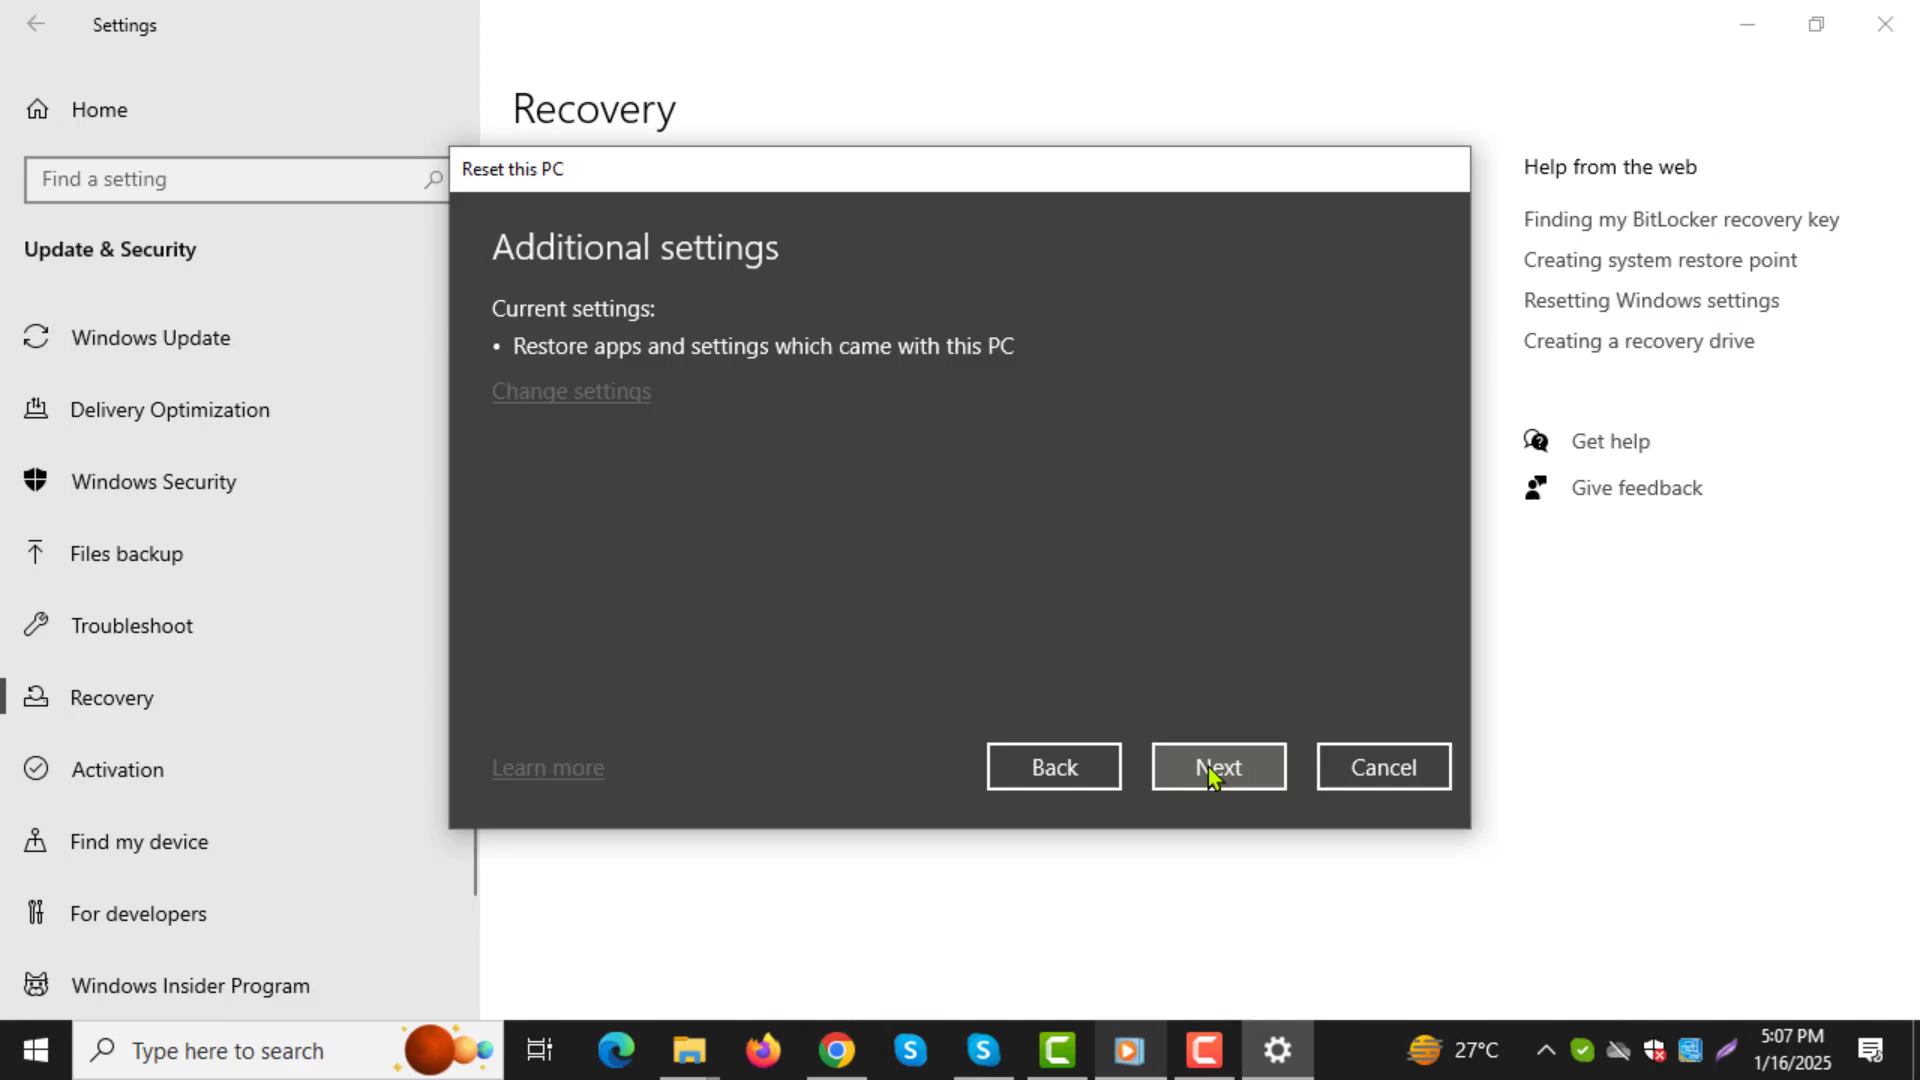 Settings
Home
Find a setting
Update & Security
Windows Update
Delivery Optimization
Windows Security
Files backup
Troubleshoot
Recovery
Activation
Find my device
For developers
Windows Insider Program
Recovery
Reset this PC
Additional settings
Current settings:
• Restore apps and settings which came with this PC
Change settings
Learn more
Back
Next
Cancel
Help from the web
Finding my BitLocker recovery key
Creating system restore point
Resetting Windows settings
Creating a recovery drive
Get help
Give feedback
Type here to search
27°C
5:07 PM
1/16/2025